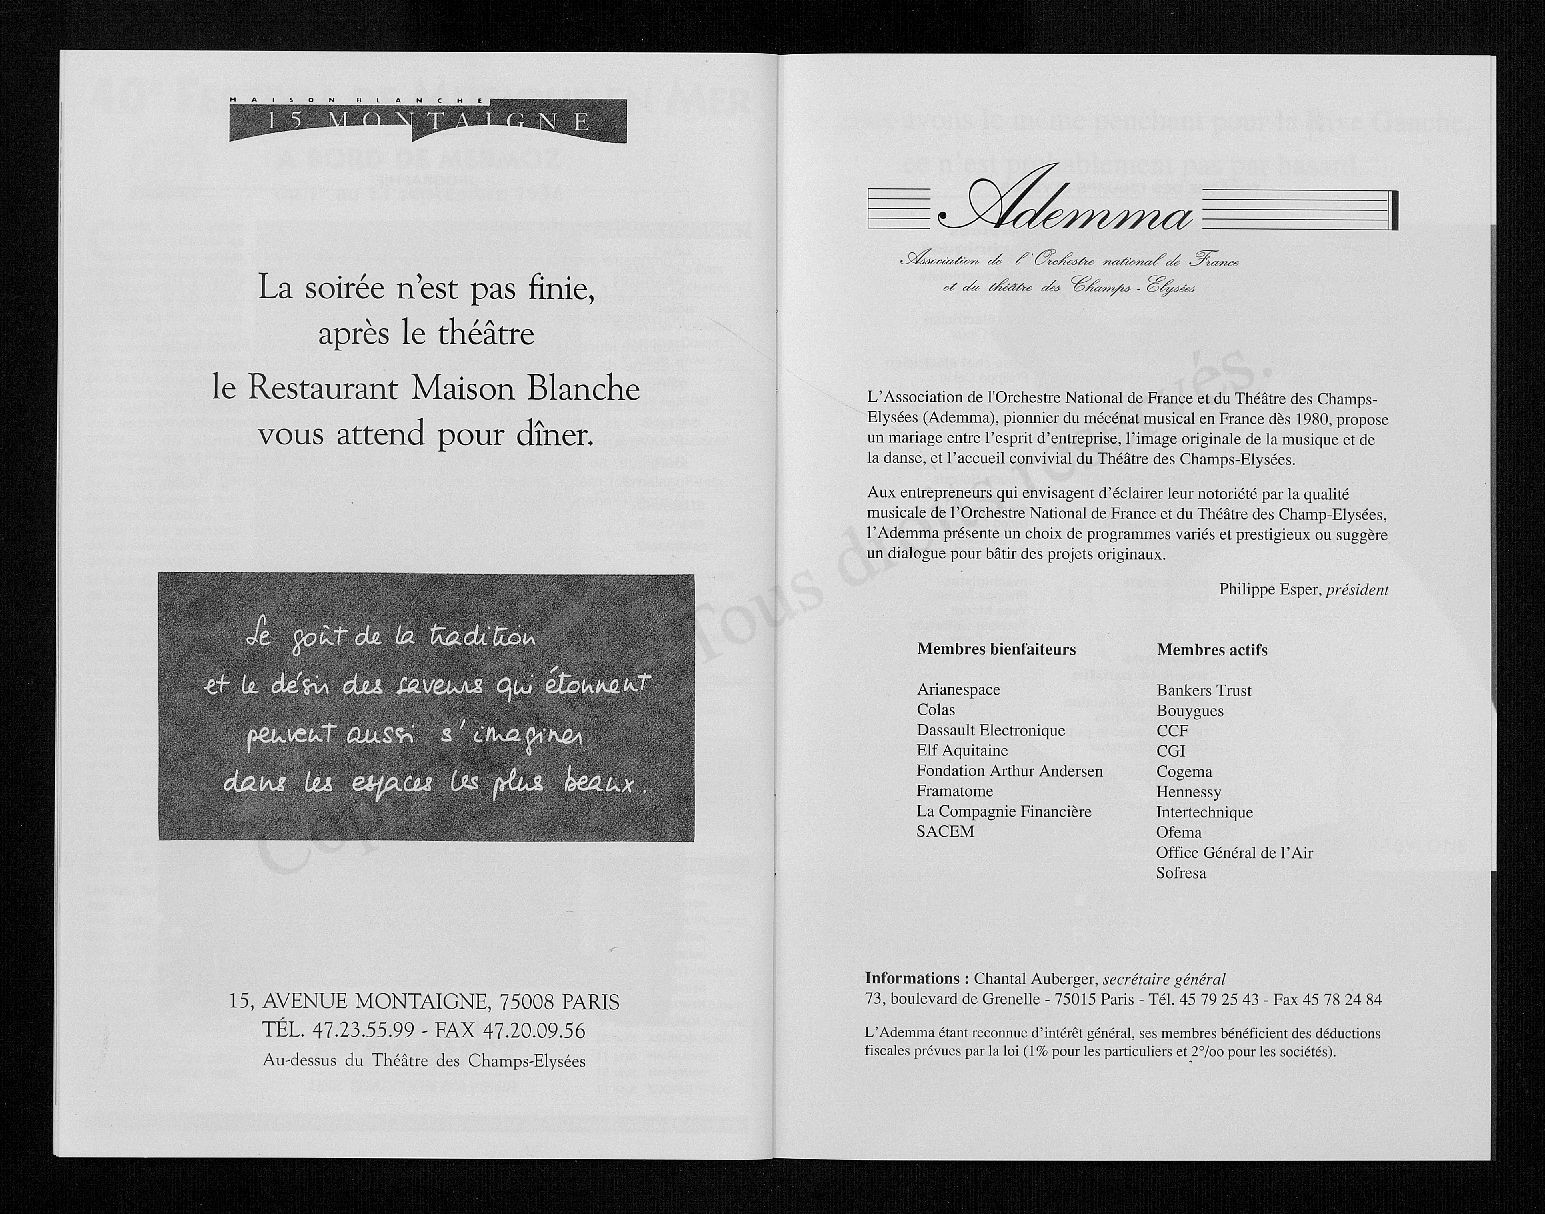 MAISON BLANCHE
15 MONTAIGNE
La soirée n'est pas finie,
après le théâtre
le Restaurant Maison Blanche
vous attend pour dîner.
Le goût de la tradition
et le désir des saveurs qui étonnent
peuvent aussi s'imaginer
dans les espaces les plus beaux.
15, AVENUE MONTAIGNE, 75008 PARIS
TÉL. 47.23.55.99 - FAX 47.20.09.56
Au-dessus du Théâtre des Champs-Elysées
Ademma
Association de l'Orchestre national de France
et du théâtre des Champs-Elysées
L'Association de l'Orchestre National de France et du Théâtre des Champs-
Elysées (Ademma), pionnier du mécénat musical en France dès 1980, propose
un mariage entre l'esprit d'entreprise, l'image originale de la musique et de
la danse, et l'accueil convivial du Théâtre des Champs-Elysées.
Aux entrepreneurs qui envisagent d'éclairer leur notoriété par la qualité
musicale de l'Orchestre National de France et du Théâtre des Champ-Elysées,
l'Ademma présente un choix de programmes variés et prestigieux ou suggère
un dialogue pour bâtir des projets originaux.
Philippe Esper, président
Membres bienfaiteurs
Arianespace
Colas
Dassault Electronique
Elf Aquitaine
Fondation Arthur Andersen
Framatome
La Compagnie Financière
SACEM
Membres actifs
Bankers Trust
Bouygues
CCF
CGI
Cogema
Hennessy
Intertechnique
Ofema
Office Général de l'Air
Sofresa
Informations : Chantal Auberger, secrétaire général
73, boulevard de Grenelle - 75015 Paris - Tél. 45 79 25 43 - Fax 45 78 24 84
L'Ademma étant reconnue d'intérêt général, ses membres bénéficient des déductions
fiscales prévues par la loi (1% pour les particuliers et 2°/oo pour les sociétés).
Tous droits